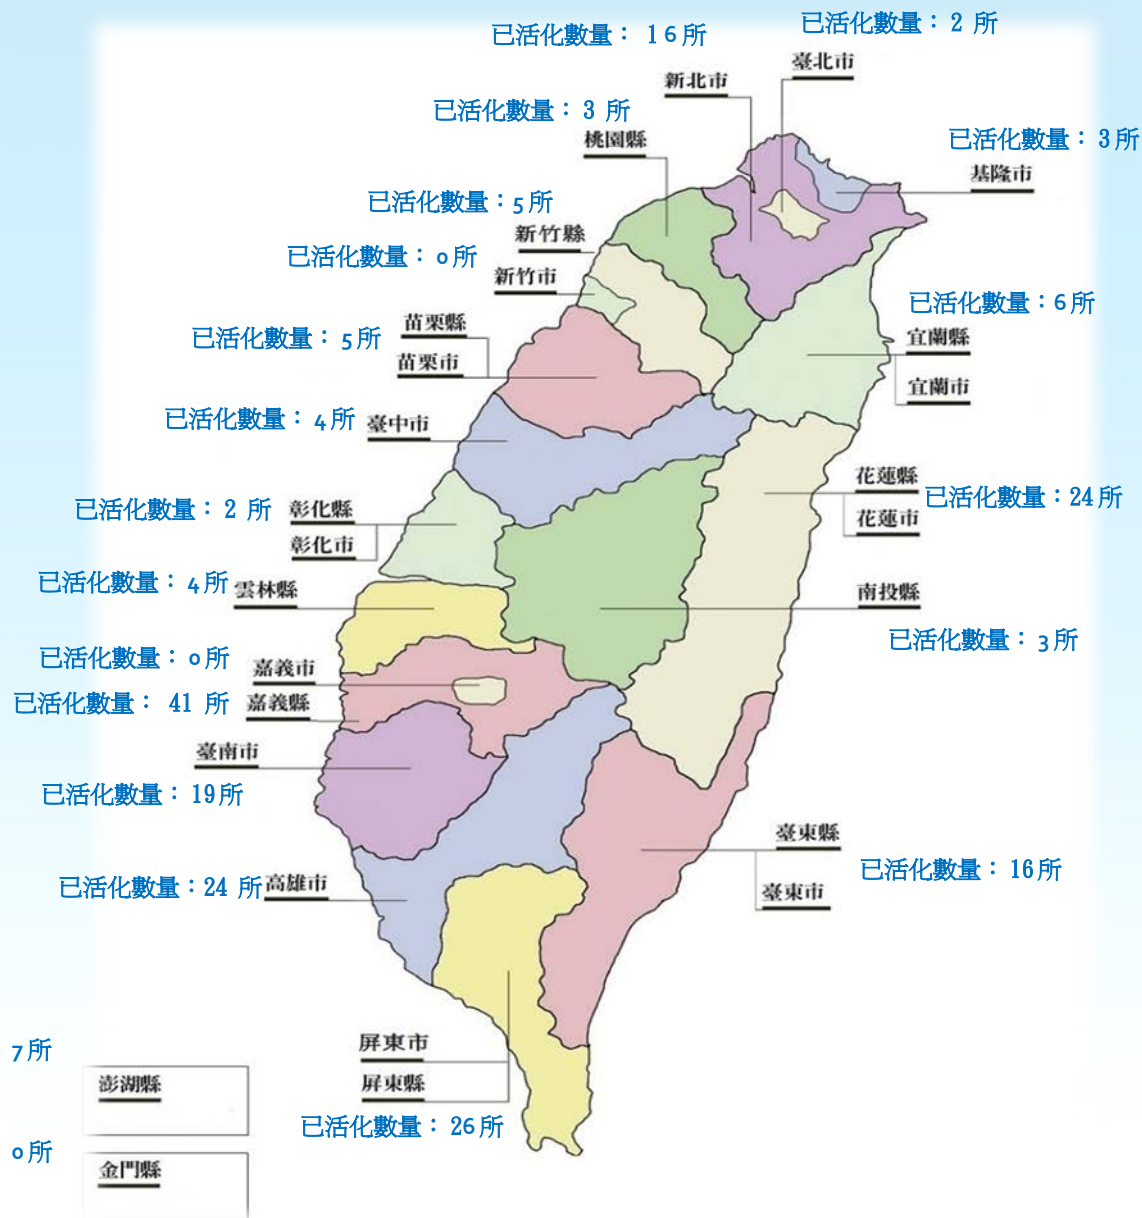 已活化數量：2 所
已活化數量：16所
臺北市
新北市
已活化數量：3 所
桃園縣
已活化數量：3所
基隆市
已活化數量：5所
新竹縣
已活化數量：0所
新竹市
已活化數量：6所
宜蘭縣
宜蘭市
苗栗縣
已活化數量：5所
苗栗市
已活化數量：4所
臺中市
花蓮縣
已活化數量：24所
花蓮市
已活化數量：2 所
彰化縣
彰化市
已活化數量：4所
雲林縣
南投縣
已活化數量：3所
已活化數量：0所
嘉義市
已活化數量：41 所
嘉義縣
臺南市
已活化數量：19所
臺東縣
已活化數量：16所
臺東市
已活化數量：24 所
高雄市
屏東市
屏東縣
已活化數量：26所
7所
澎湖縣
0所
金門縣